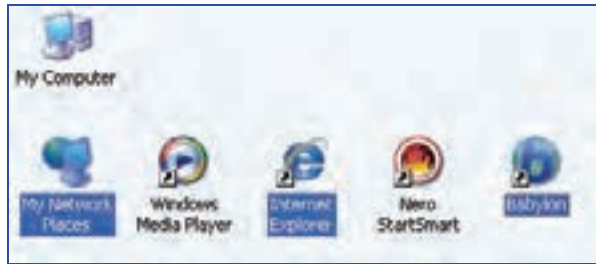 My Computer
My Network Windows Internet Nero Babylon
Places Media Player Explorer StartSmart